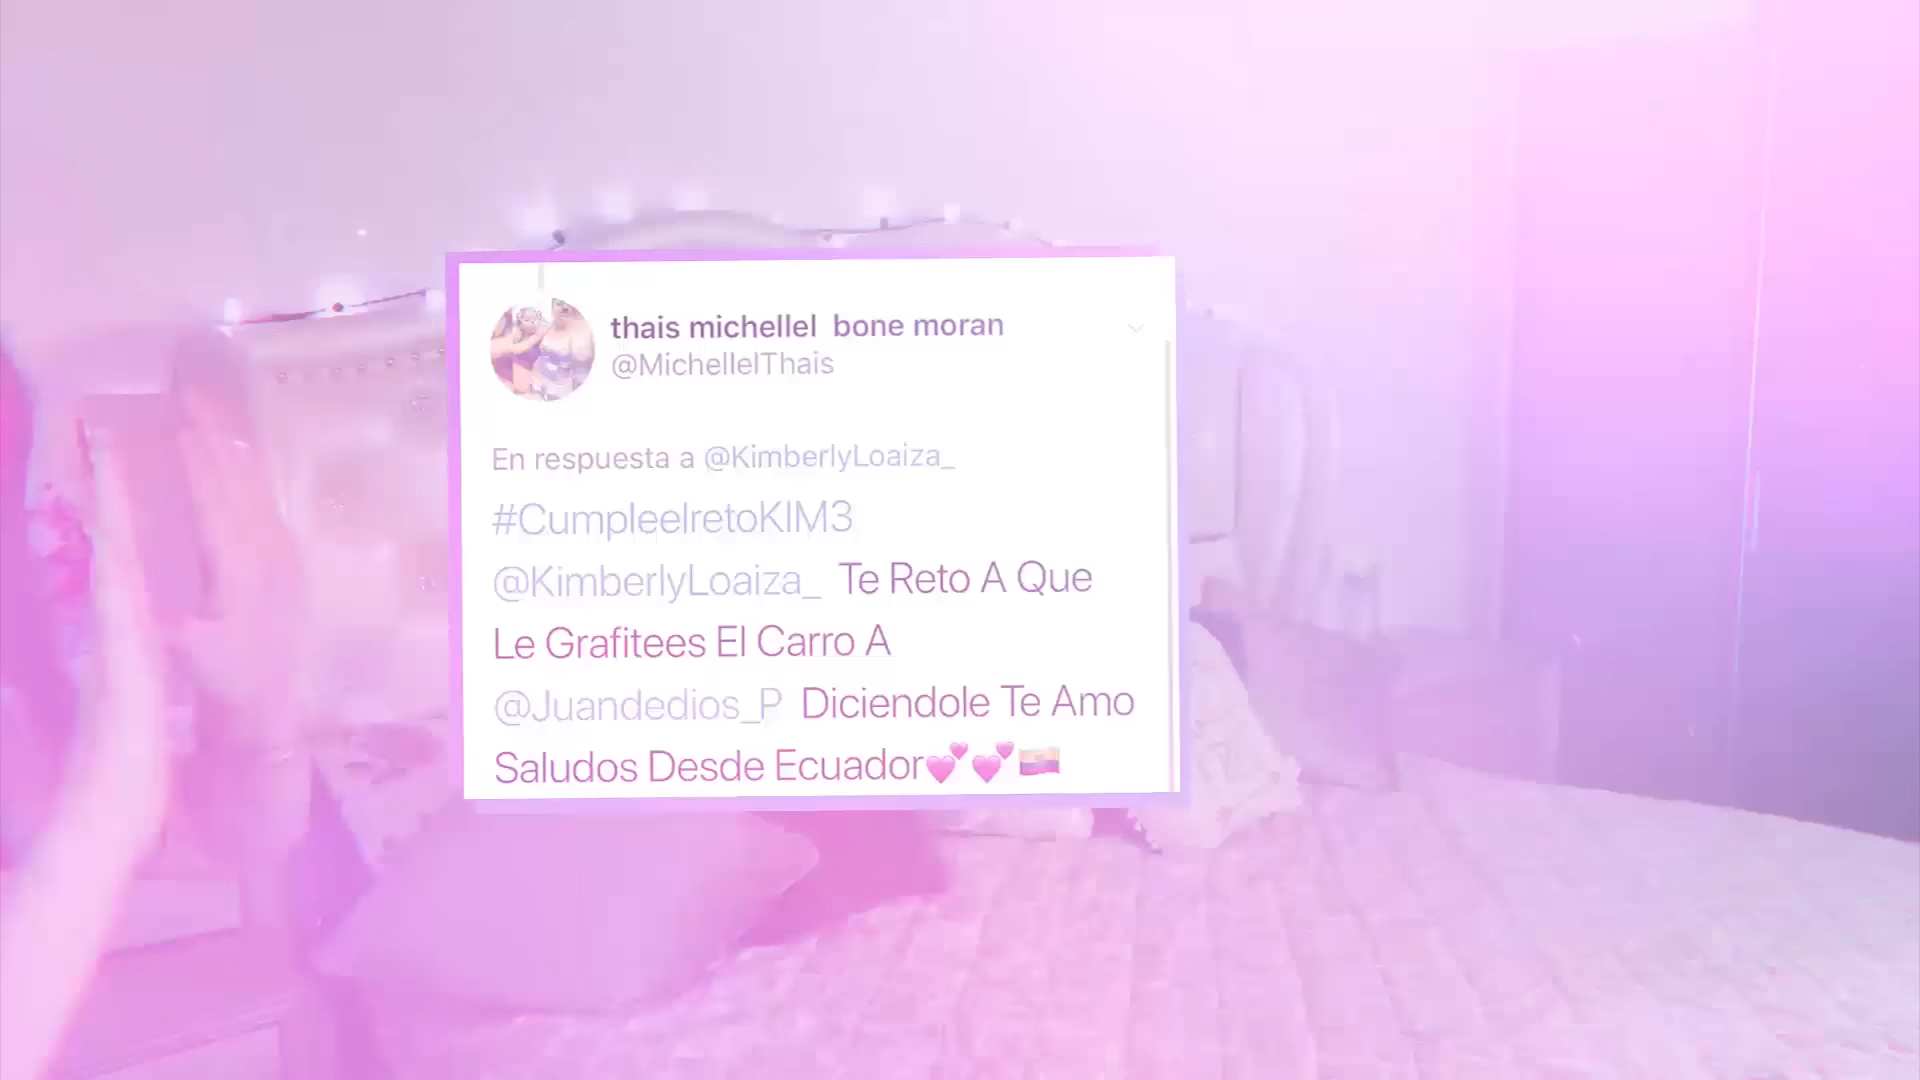 thais michellel bone moran
@MichellelThais
En respuesta a @KimberlyLoaiza_
#CumpleelretoKIM3
@KimberlyLoaiza_ Te Reto A Que
Le Grafitees El Carro A
@Juandedios_P Diciendole Te Amo
Saludos Desde Ecuador💕💕🇪🇨